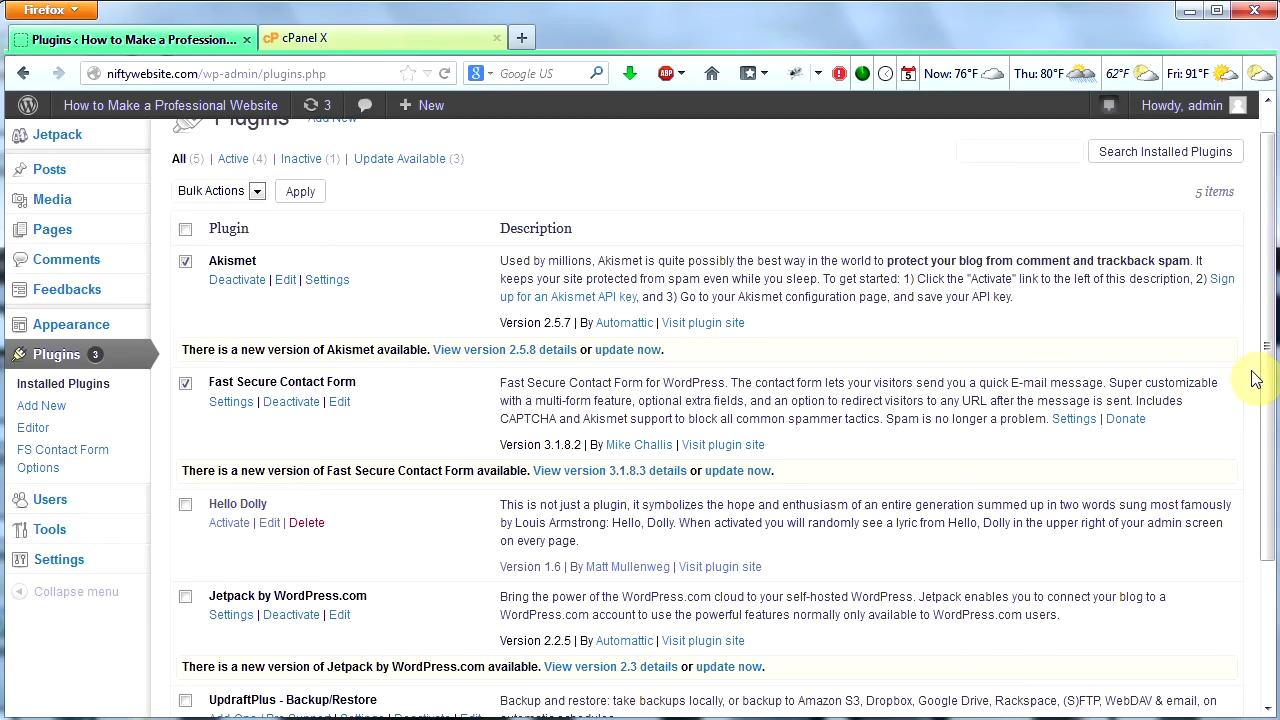 Firefox
Plugins ‹ How to Make a Profession... ×
cP cPanel X ×
niftywebsite.com/wp-admin/plugins.php
Google US
ABP
5
Now: 76°F
Thu: 80°F
62°F
Fri: 91°F
How to Make a Professional Website
3
New
Howdy, admin
Plugins Add New
All (5) | Active (4) | Inactive (1) | Update Available (3)
Search Installed Plugins
Bulk Actions
Apply
5 items
Jetpack
Posts
Media
Pages
Comments
Feedbacks
Appearance
Plugins 3
Installed Plugins
Add New
Editor
FS Contact Form
Options
Users
Tools
Settings
Collapse menu
Plugin
Description
Akismet
Deactivate | Edit | Settings
Used by millions, Akismet is quite possibly the best way in the world to protect your blog from comment and trackback spam. It
keeps your site protected from spam even while you sleep. To get started: 1) Click the "Activate" link to the left of this description, 2) Sign
up for an Akismet API key, and 3) Go to your Akismet configuration page, and save your API key.
Version 2.5.7 | By Automattic | Visit plugin site
There is a new version of Akismet available. View version 2.5.8 details or update now.
Fast Secure Contact Form
Settings | Deactivate | Edit
Fast Secure Contact Form for WordPress. The contact form lets your visitors send you a quick E-mail message. Super customizable
with a multi-form feature, optional extra fields, and an option to redirect visitors to any URL after the message is sent. Includes
CAPTCHA and Akismet support to block all common spammer tactics. Spam is no longer a problem. Settings | Donate
Version 3.1.8.2 | By Mike Challis | Visit plugin site
There is a new version of Fast Secure Contact Form available. View version 3.1.8.3 details or update now.
Hello Dolly
Activate | Edit | Delete
This is not just a plugin, it symbolizes the hope and enthusiasm of an entire generation summed up in two words sung most famously
by Louis Armstrong: Hello, Dolly. When activated you will randomly see a lyric from Hello, Dolly in the upper right of your admin screen
on every page.
Version 1.6 | By Matt Mullenweg | Visit plugin site
Jetpack by WordPress.com
Settings | Deactivate | Edit
Bring the power of the WordPress.com cloud to your self-hosted WordPress. Jetpack enables you to connect your blog to a
WordPress.com account to use the powerful features normally only available to WordPress.com users.
Version 2.2.5 | By Automattic | Visit plugin site
There is a new version of Jetpack by WordPress.com available. View version 2.3 details or update now.
UpdraftPlus - Backup/Restore
Add-Ons / Pro Support | Settings | Deactivate | Edit
Backup and restore: take backups locally, or backup to Amazon S3, Dropbox, Google Drive, Rackspace, (S)FTP, WebDAV & email, on
automatic schedules.